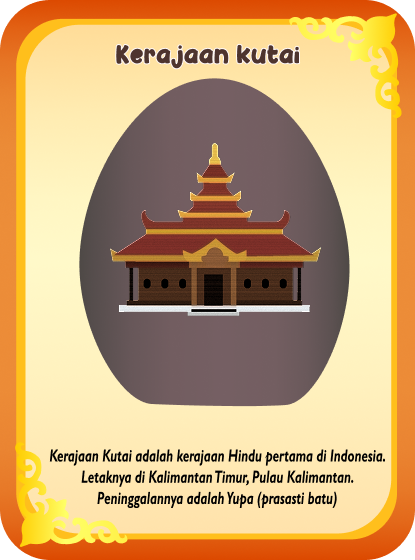 Kerajaan kutai
Kerajaan Kutai adalah kerajaan Hindu pertama di Indonesia.
Letaknya di Kalimantan Timur, Pulau Kalimantan.
Peninggalannya adalah Yupa (prasasti batu)